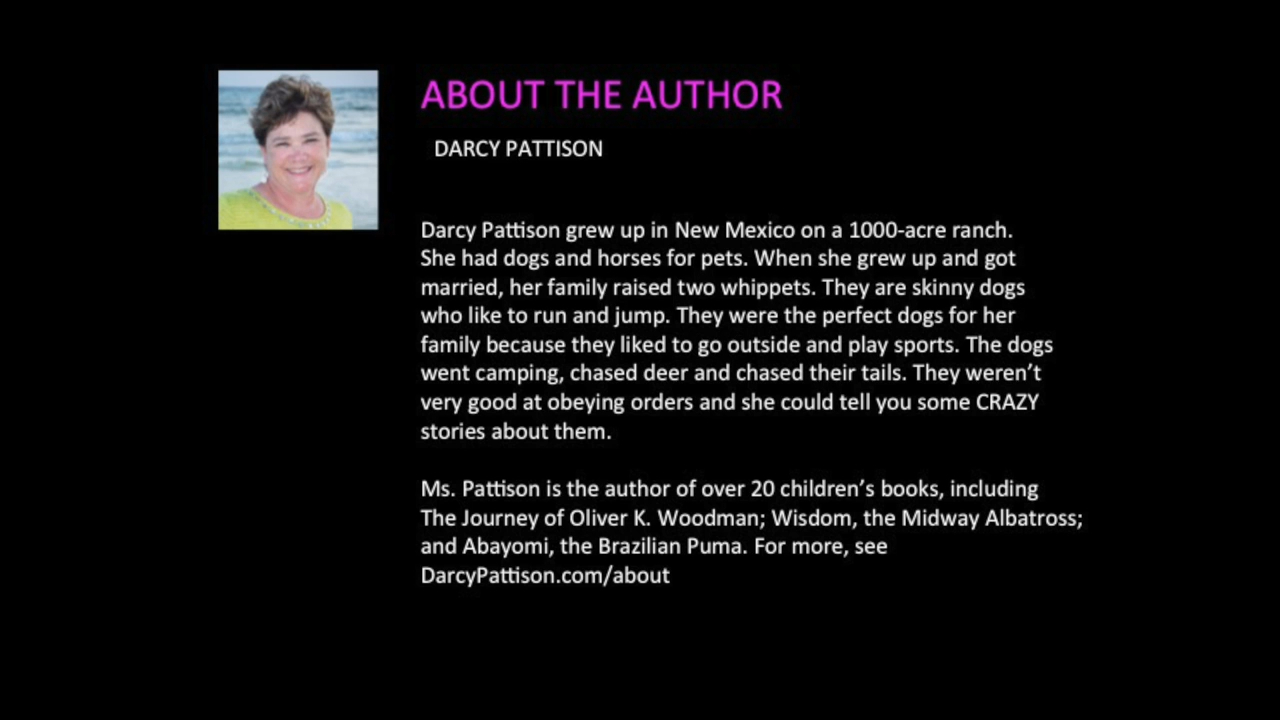 ABOUT THE AUTHOR
DARCY PATTISON
Darcy Pattison grew up in New Mexico on a 1000-acre ranch.
She had dogs and horses for pets. When she grew up and got
married, her family raised two whippets. They are skinny dogs
who like to run and jump. They were the perfect dogs for her
family because they liked to go outside and play sports. The dogs
went camping, chased deer and chased their tails. They weren’t
very good at obeying orders and she could tell you some CRAZY
stories about them.
Ms. Pattison is the author of over 20 children’s books, including
The Journey of Oliver K. Woodman; Wisdom, the Midway Albatross;
and Abayomi, the Brazilian Puma. For more, see
DarcyPattison.com/about